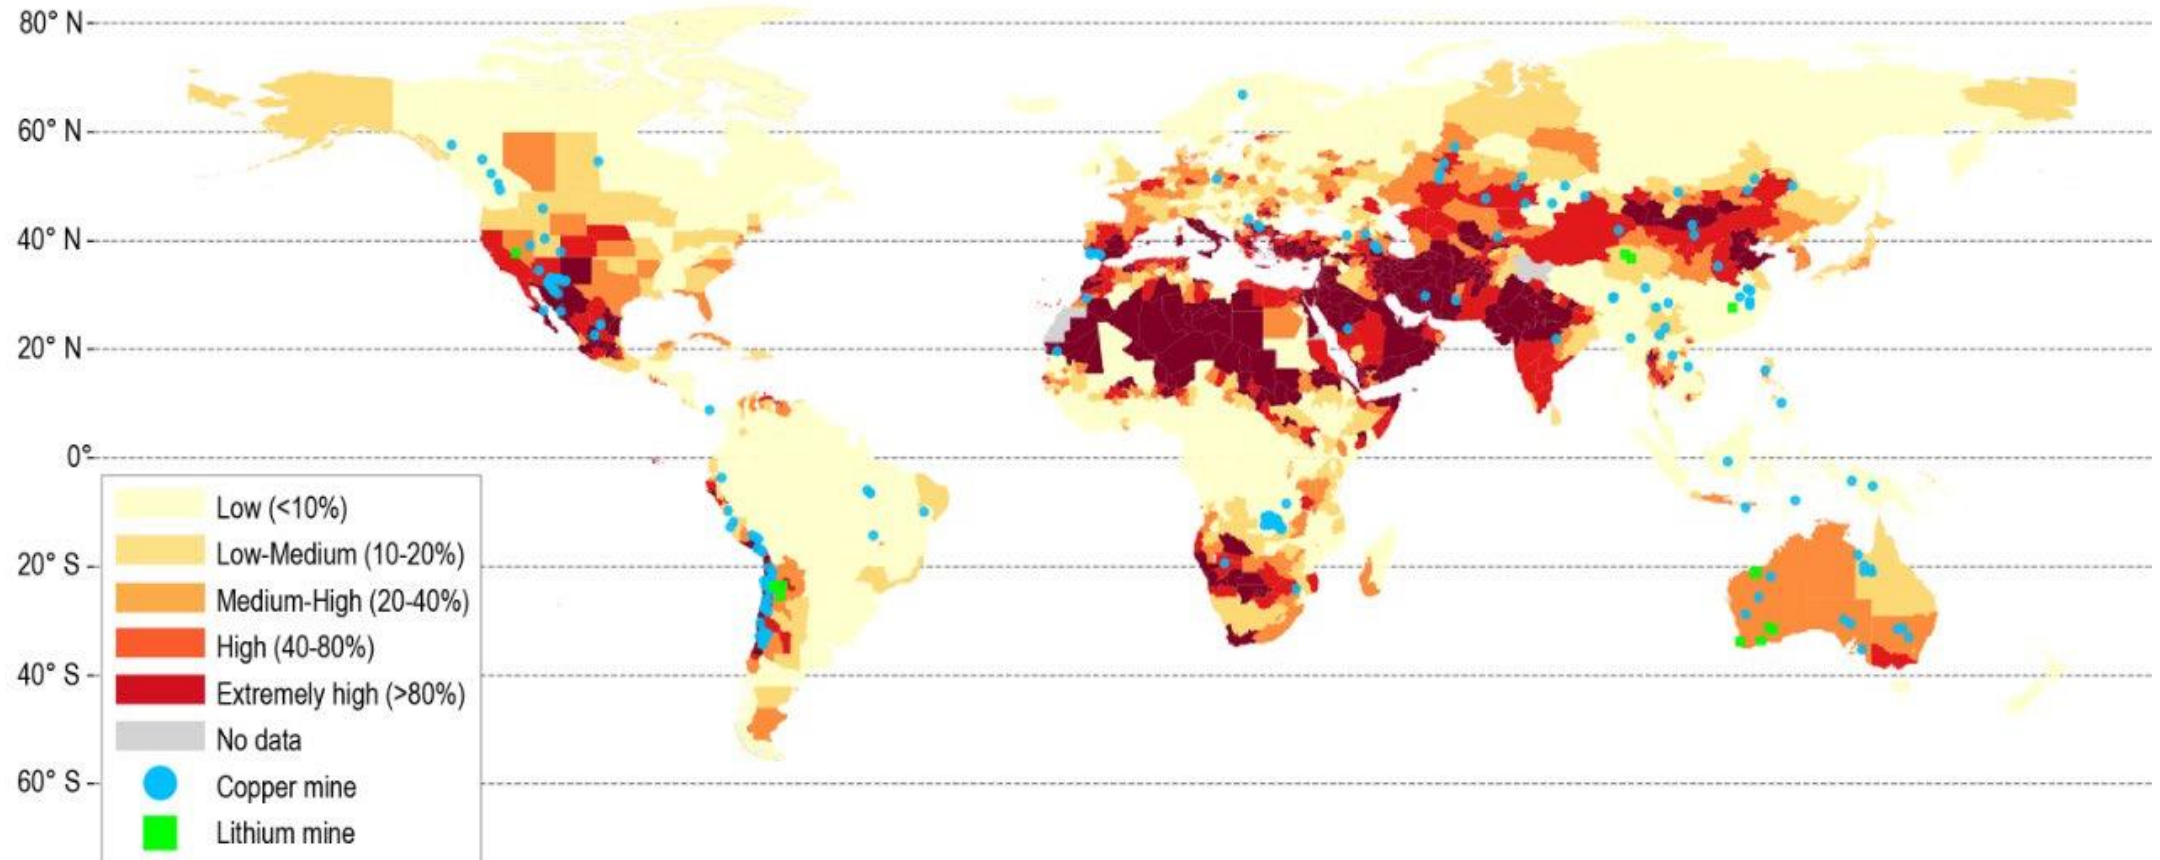 80° N
60° N
40° N
20° N
0°
20° S
40° S
60° S
Low (<10%)
Low-Medium (10-20%)
Medium-High (20-40%)
High (40-80%)
Extremely high (>80%)
No data
Copper mine
Lithium mine